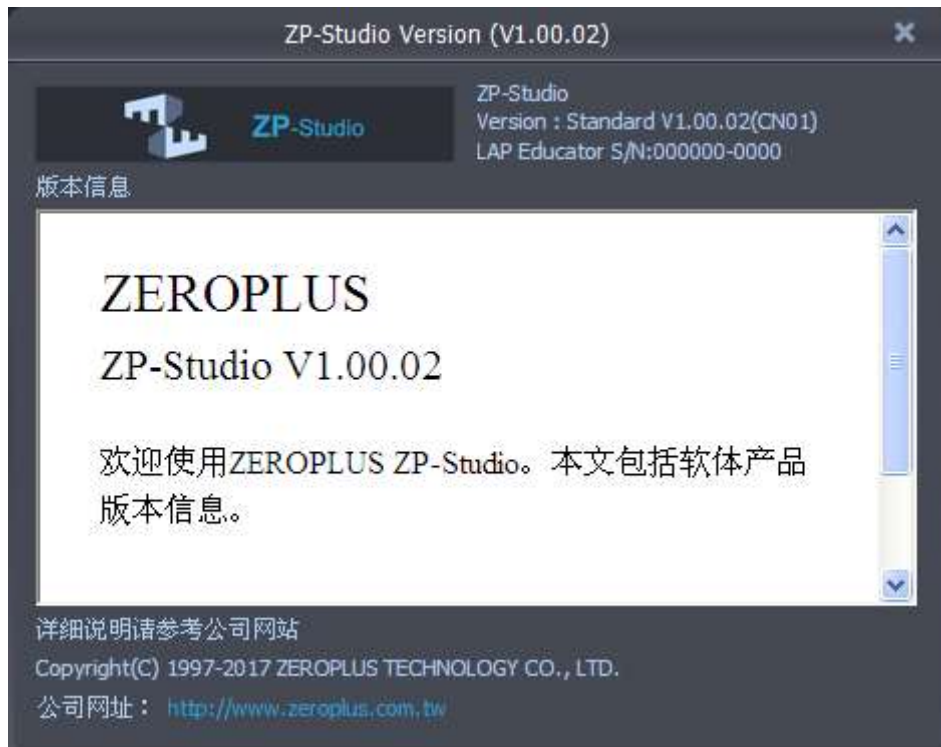 ZP-Studio Version (V1.00.02)
ZP-Studio
ZP-Studio
Version : Standard V1.00.02(CN01)
LAP Educator S/N:000000-0000
版本信息
ZEROPLUS
ZP-Studio V1.00.02
欢迎使用ZEROPLUS ZP-Studio。本文包括软体产品
版本信息。
详细说明请参考公司网站
Copyright(C) 1997-2017 ZEROPLUS TECHNOLOGY CO., LTD.
公司网址： http://www.zeroplus.com.tw